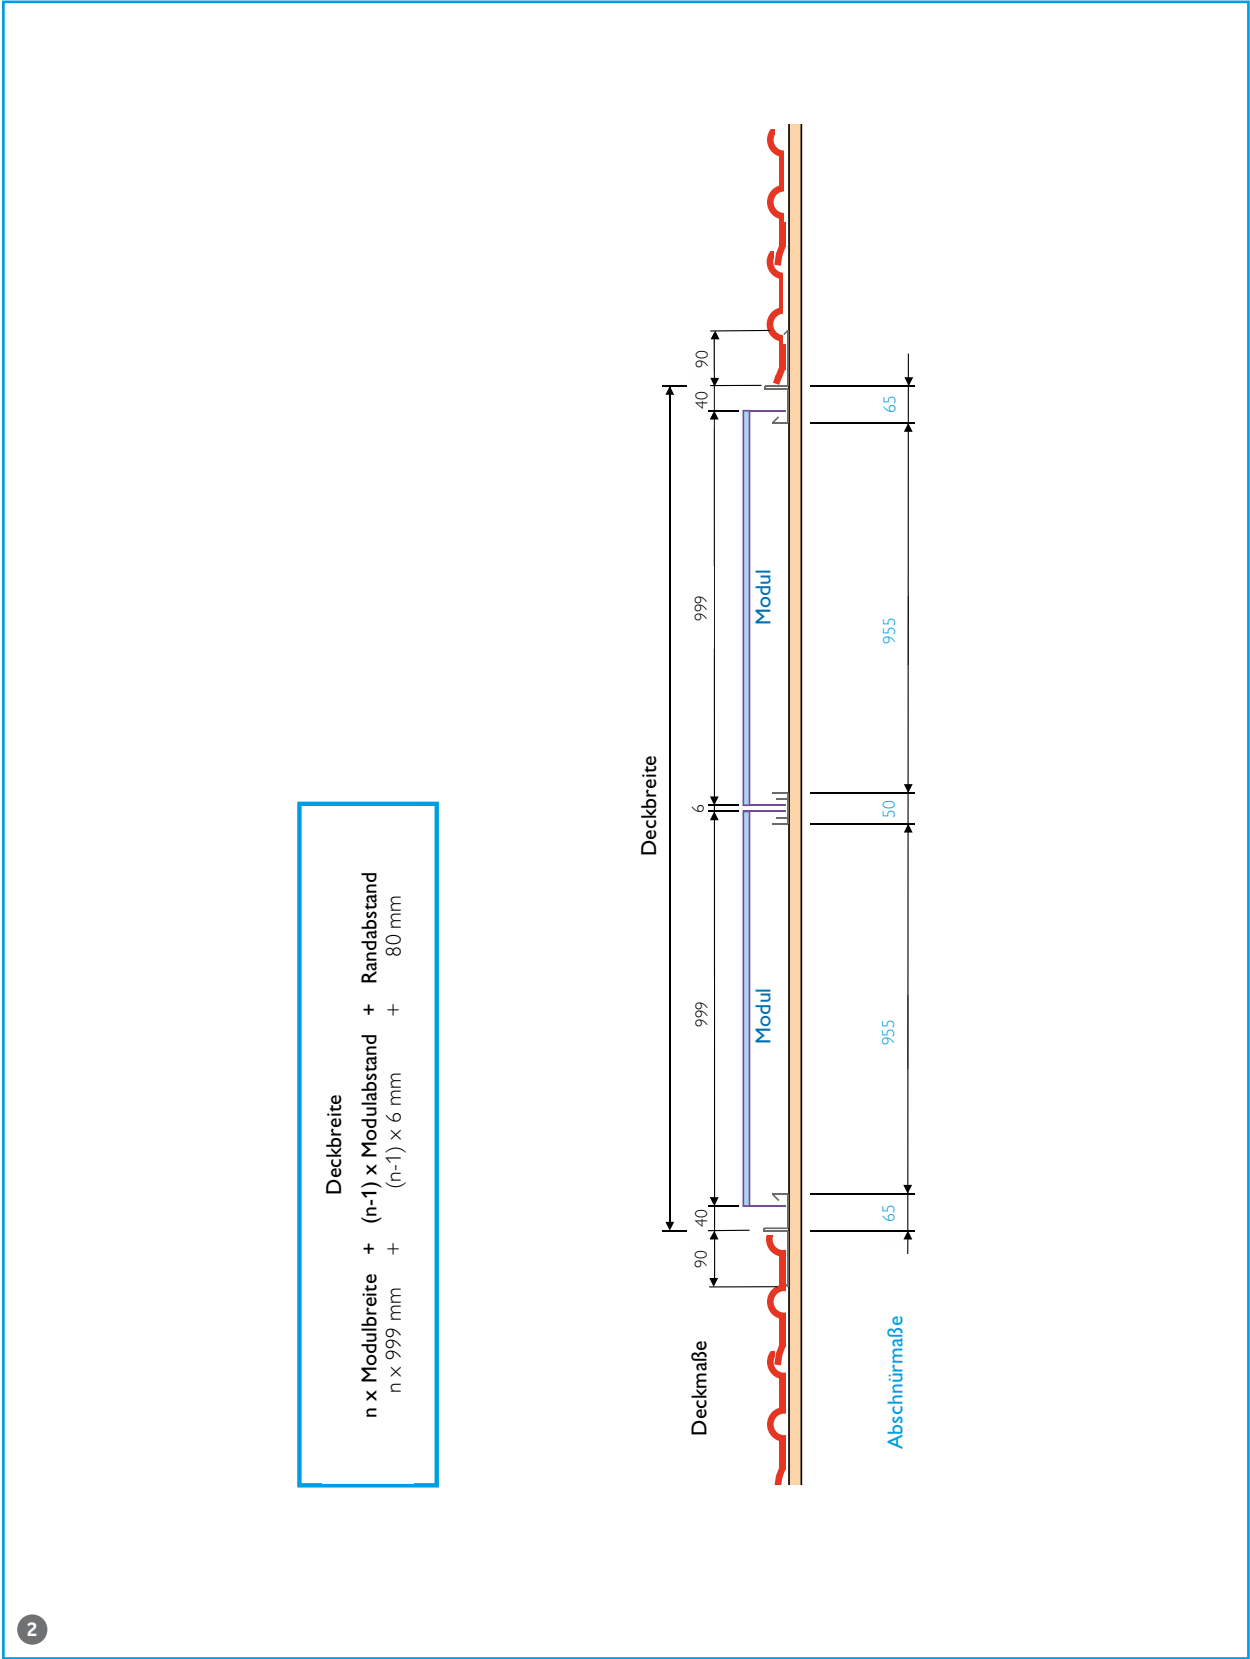 Deckbreite
n x Modulbreite + (n-1) x Modulabstand + Randabstand
n x 999 mm + (n-1) x 6 mm + 80 mm
Deckbreite
Deckmaße 90 40 999 6 999 40 90
Modul Modul
Abschnürmaße 65 955 50 955 65
2